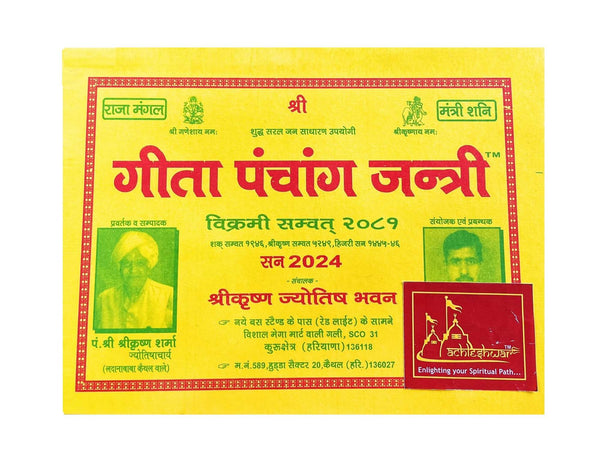 राजा मंगल
श्री
मंत्री शनि
श्री गणेशाय नमः
शुद्ध सरल जन साधारण उपयोगी
श्रीकृष्णाय नमः
गीता पंचांग जन्त्री TM
विक्रमी सम्वत् २०८१
शक् सम्वत १९४६,श्रीकृष्ण सम्वत ५२४९,हिजरी सन १४४५-४६
सन 2024
प्रवर्तक व सम्पादक
संयोजक एवं प्रबन्धक
- संचालक -
श्रीकृष्ण ज्योतिष भवन
☞ नये बस स्टैण्ड के पास (रेड लाईट) के सामने
विशाल मेगा मार्ट वाली गली, SCO 31
कुरूक्षेत्र (हरियाणा)136118
☞ म.नं.589,हुड्डा सैक्टर 20,कैथल (हरि.)136027
पं.श्री श्रीकृष्ण शर्मा
ज्योतिषाचार्य
(लदानाबाबा कैथल वाले)
achleshwar TM
Enlighting your Spiritual Path...